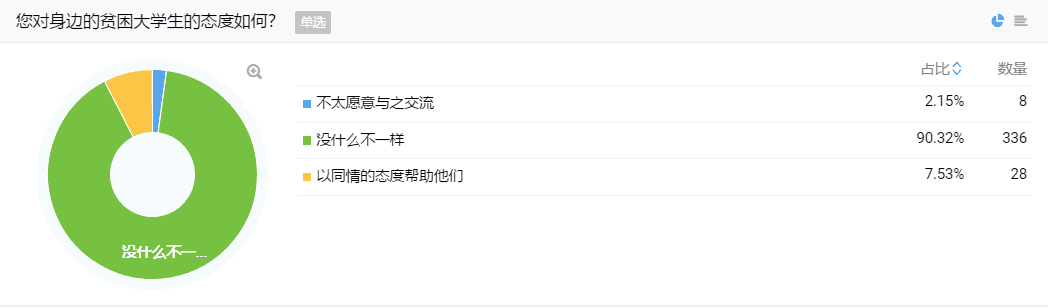 您对身边的贫困大学生的态度如何? 单选
占比 数量
不太愿意与之交流 2.15% 8
没什么不一样 90.32% 336
以同情的态度帮助他们 7.53% 28
没什么不一...